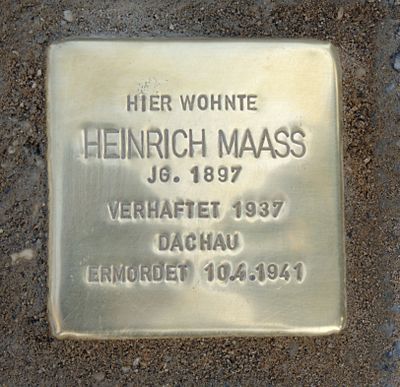 HIER WOHNTE
HEINRICH MAASS
JG. 1897
VERHAFTET 1937
DACHAU
ERMORDET 10.4.1941